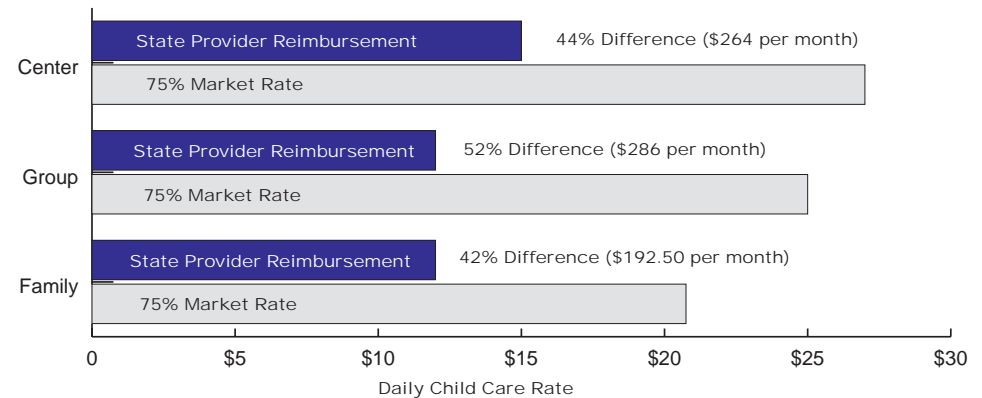 State Provider Reimbursement
44% Difference ($264 per month)
Center
75% Market Rate
State Provider Reimbursement
52% Difference ($286 per month)
Group
75% Market Rate
State Provider Reimbursement
42% Difference ($192.50 per month)
Family
75% Market Rate
0 $5 $10 $15 $20 $25 $30
Daily Child Care Rate